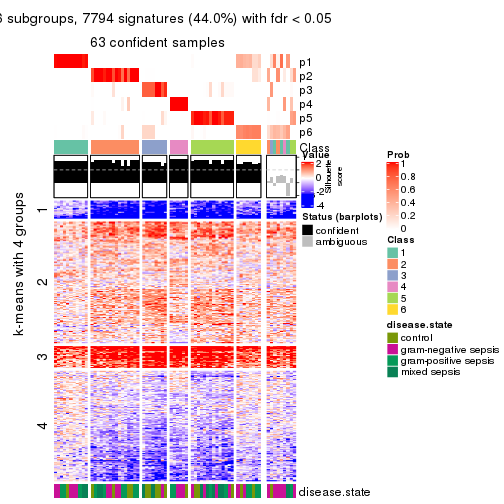 6 subgroups, 7794 signatures (44.0%) with fdr < 0.05
63 confident samples
p1
p2
p3
p4
p5
p6
Class
k-means with 4 groups
1
2
3
4
Value
2
0
-2
-4
Silhouette
score
Status (barplots)
confident
ambiguous
Prob
1
0.8
0.6
0.4
0.2
0
Class
1
2
3
4
5
6
disease.state
control
gram-negative sepsis
gram-positive sepsis
mixed sepsis
disease.state